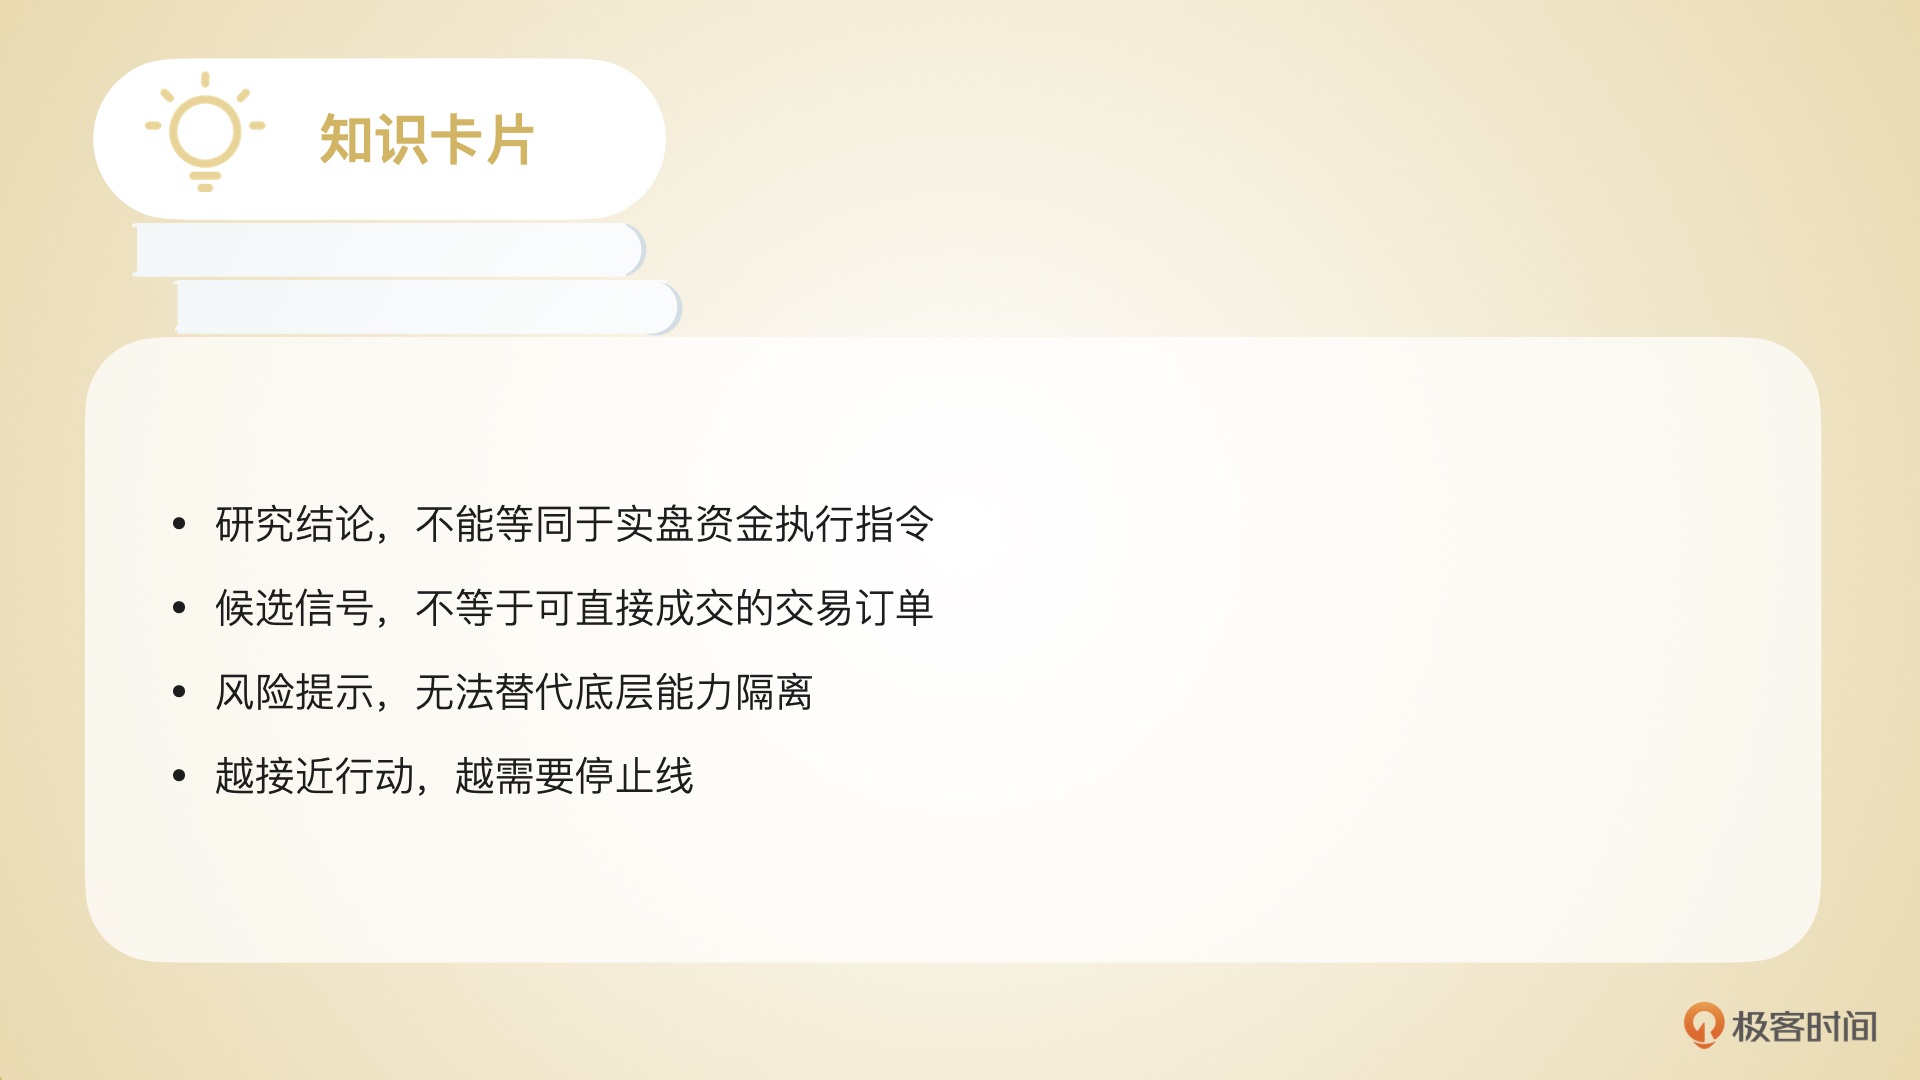 知识卡片
• 研究结论，不能等同于实盘资金执行指令
• 候选信号，不等于可直接成交的交易订单
• 风险提示，无法替代底层能力隔离
• 越接近行动，越需要停止线
极客时间